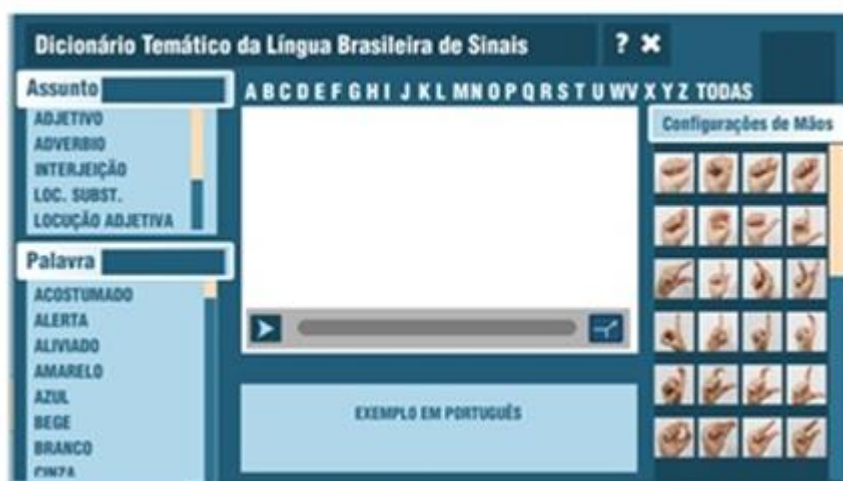 Dicionário Temático da Língua Brasileira de Sinais ? ✖
Assunto
ADJETIVO
ADVERBIO
INTERJEIÇÃO
LOC. SUBST.
LOCUÇÃO ADJETIVA
Palavra
ACOSTUMADO
ALERTA
ALIVIADO
AMARELO
AZUL
BEGE
BRANCO
CINZA
A B C D E F G H I J K L M N O P Q R S T U W V X Y Z TODAS
EXEMPLO EM PORTUGUÊS
Configurações de Mãos